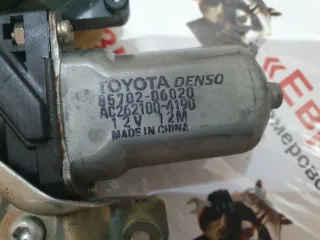 TOYOTA DENSO
85702-06020
AC262100-4190
12V 12M
MADE IN CHINA